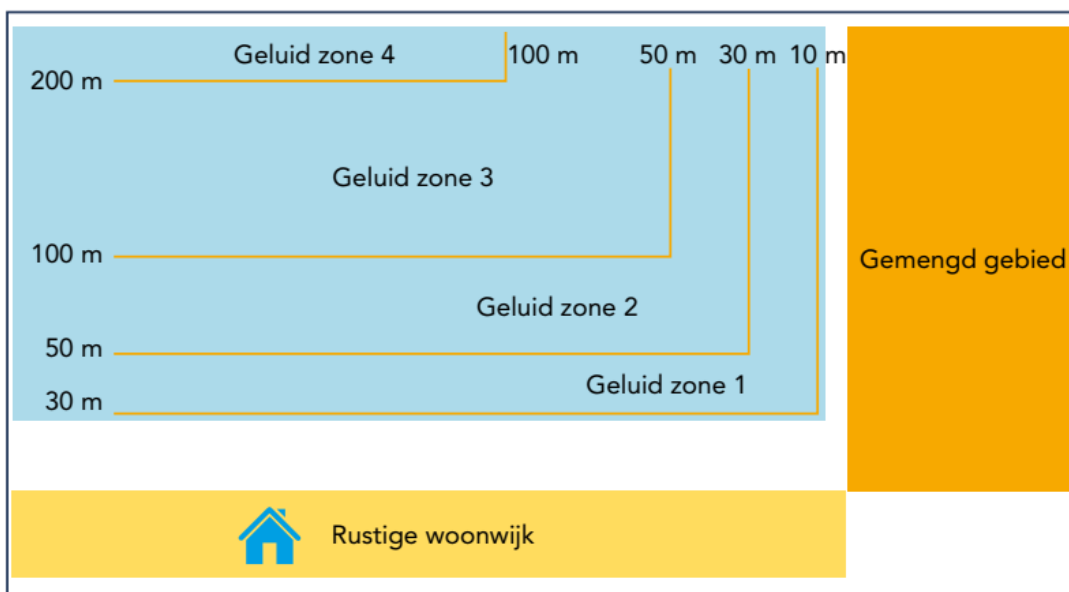 Geluid zone 4
100 m
50 m
30 m
10 m
200 m
Geluid zone 3
100 m
Gemengd gebied
Geluid zone 2
50 m
Geluid zone 1
30 m
Rustige woonwijk